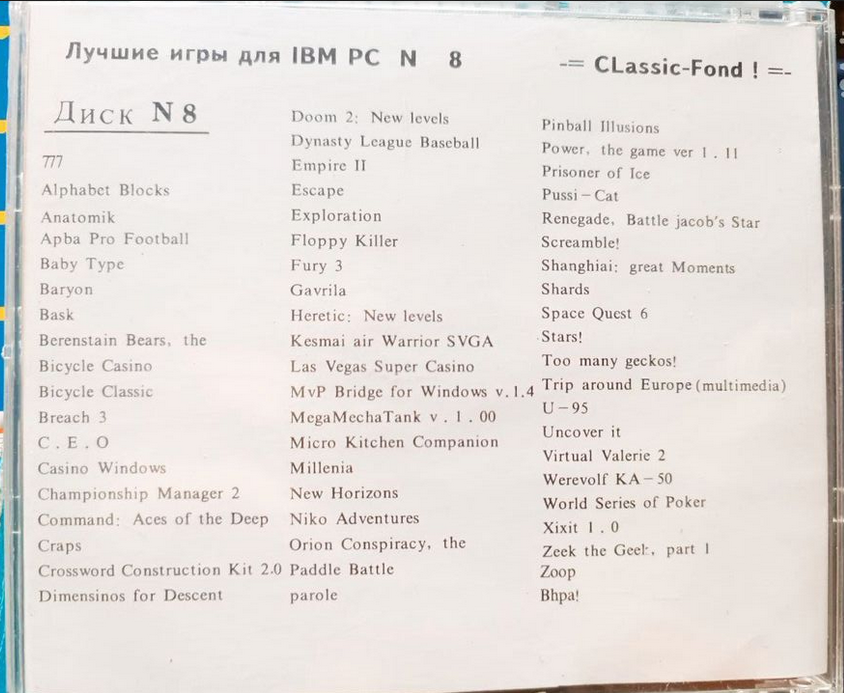 Лучшие игры для IBM PC N 8
-= CLassic-Fond ! =-
Диск N 8
777
Alphabet Blocks
Anatomik
Apba Pro Football
Baby Type
Baryon
Bask
Berenstain Bears, the
Bicycle Casino
Bicycle Classic
Breach 3
C . E . O
Casino Windows
Championship Manager 2
Command: Aces of the Deep
Craps
Crossword Construction Kit 2.0
Dimensinos for Descent
Doom 2: New levels
Dynasty League Baseball
Empire II
Escape
Exploration
Floppy Killer
Fury 3
Gavrila
Heretic: New levels
Kesmai air Warrior SVGA
Las Vegas Super Casino
MvP Bridge for Windows v.1.4
MegaMechaTank v . 1 . 00
Micro Kitchen Companion
Millenia
New Horizons
Niko Adventures
Orion Conspiracy, the
Paddle Battle
parole
Pinball Illusions
Power, the game ver 1 . 11
Prisoner of Ice
Pussi - Cat
Renegade, Battle jacob's Star
Screamble!
Shanghiai: great Moments
Shards
Space Quest 6
Stars!
Too many geckos!
Trip around Europe(multimedia)
U - 95
Uncover it
Virtual Valerie 2
Werevolf KA - 50
World Series of Poker
Xixit 1 . 0
Zeek the Geek, part 1
Zoop
Bhpa!